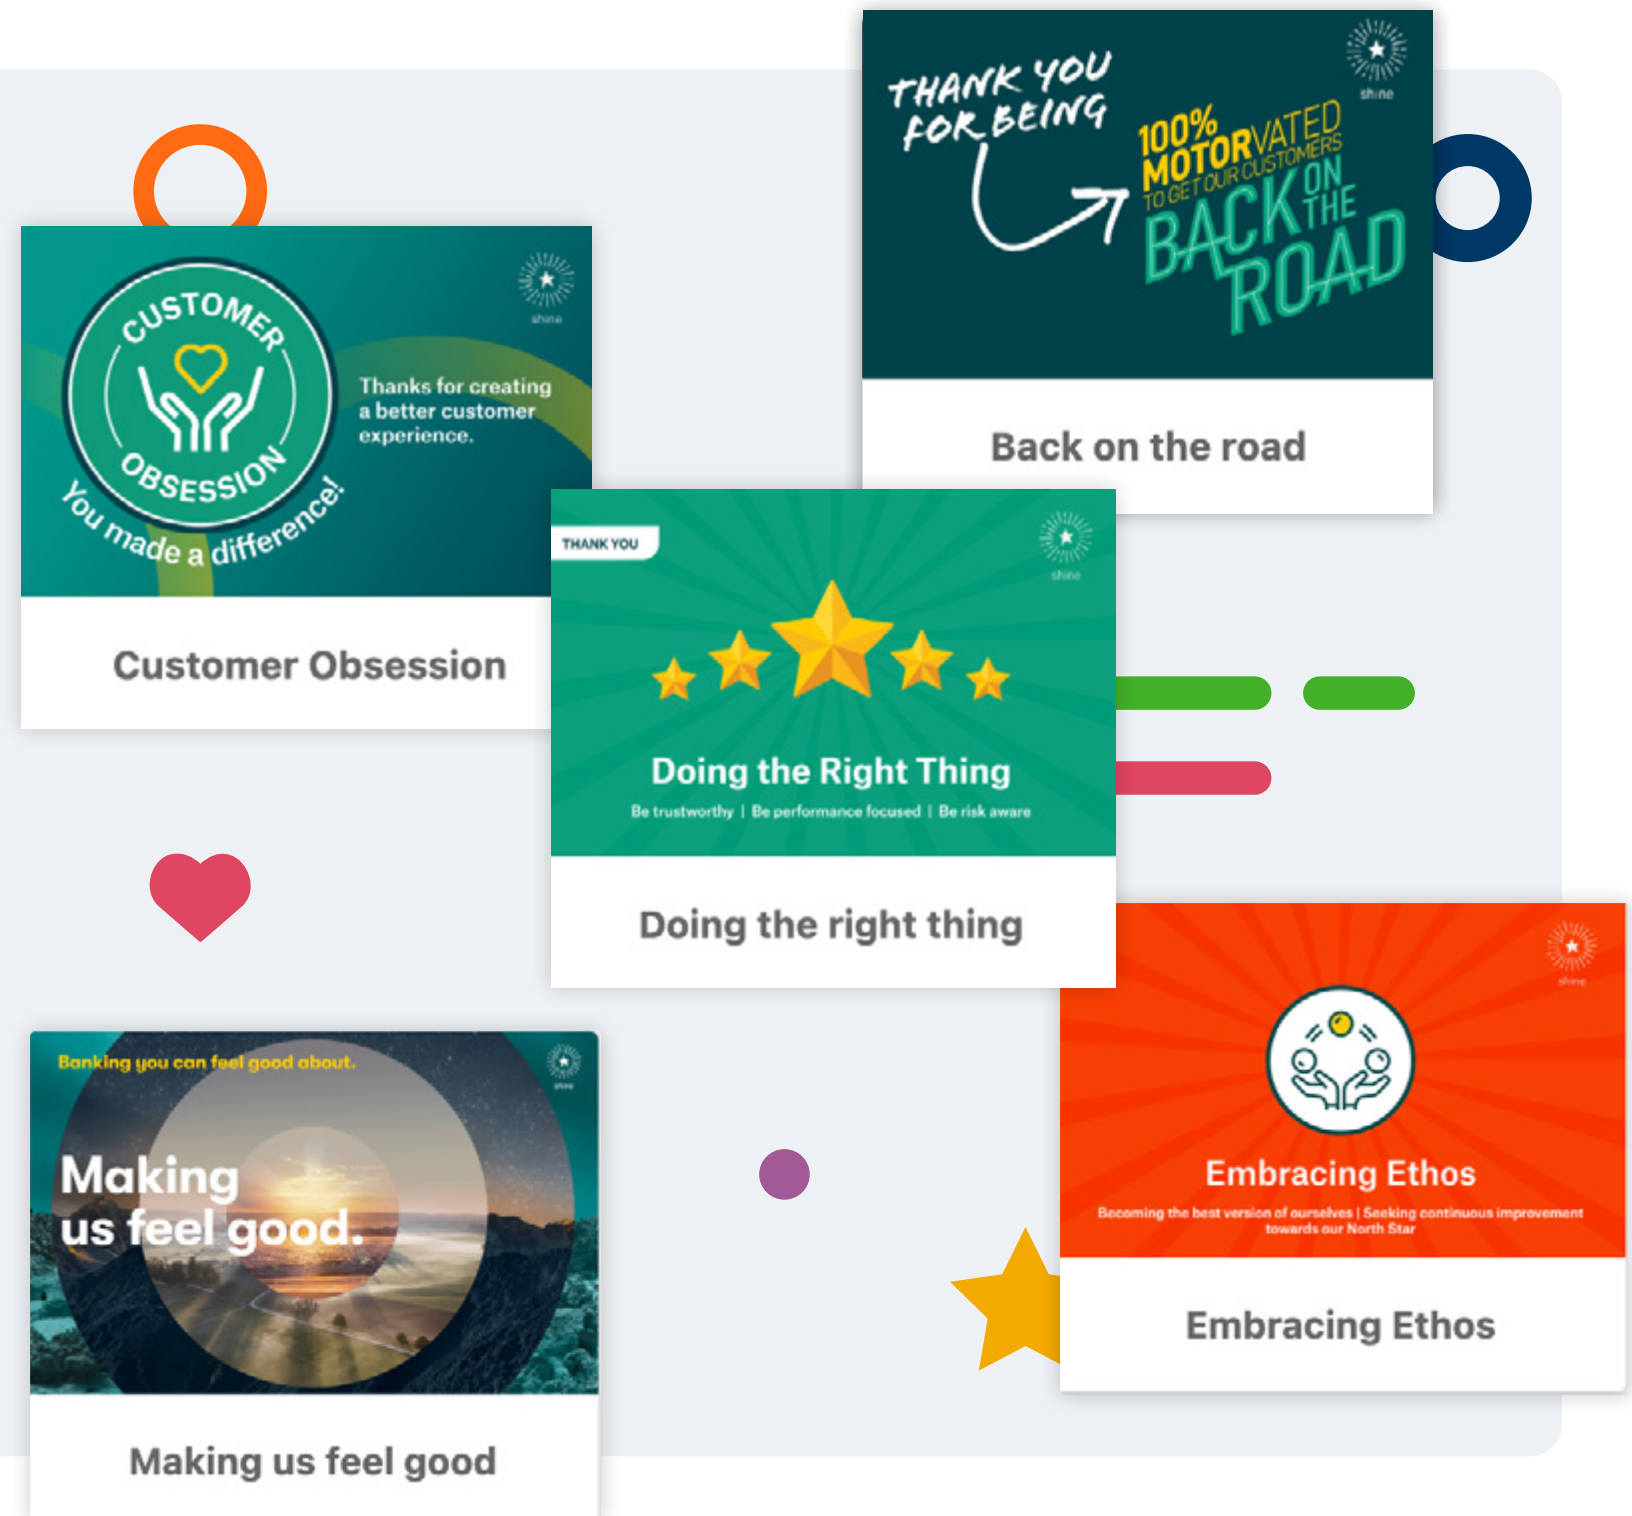 THANK YOU
FOR BEING
100%
MOTORVATED
TO GET OUR CUSTOMERS
BACK ON
THE
ROAD
shine
Back on the road
CUSTOMER
OBSESSION
You made a difference!
Thanks for creating
a better customer
experience.
shine
Customer Obsession
THANK YOU
shine
Doing the Right Thing
Be trustworthy | Be performance focused | Be risk aware
Doing the right thing
shine
Embracing Ethos
Becoming the best version of ourselves | Seeking continuous improvement
towards our North Star
Embracing Ethos
Banking you can feel good about.
shine
Making
us feel good.
Making us feel good